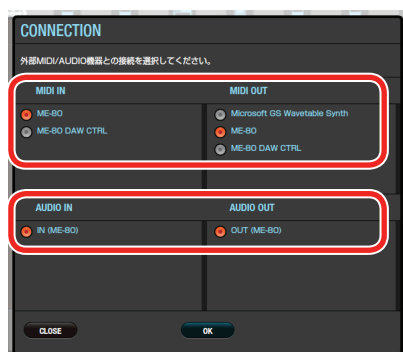 CONNECTION
外部MIDI/AUDIO機器との接続を選択してください。
MIDI IN
MIDI OUT
ME-80
ME-80 DAW CTRL
Microsoft GS Wavetable Synth
ME-80
ME-80 DAW CTRL
AUDIO IN
AUDIO OUT
IN (ME-80)
OUT (ME-80)
CLOSE
OK